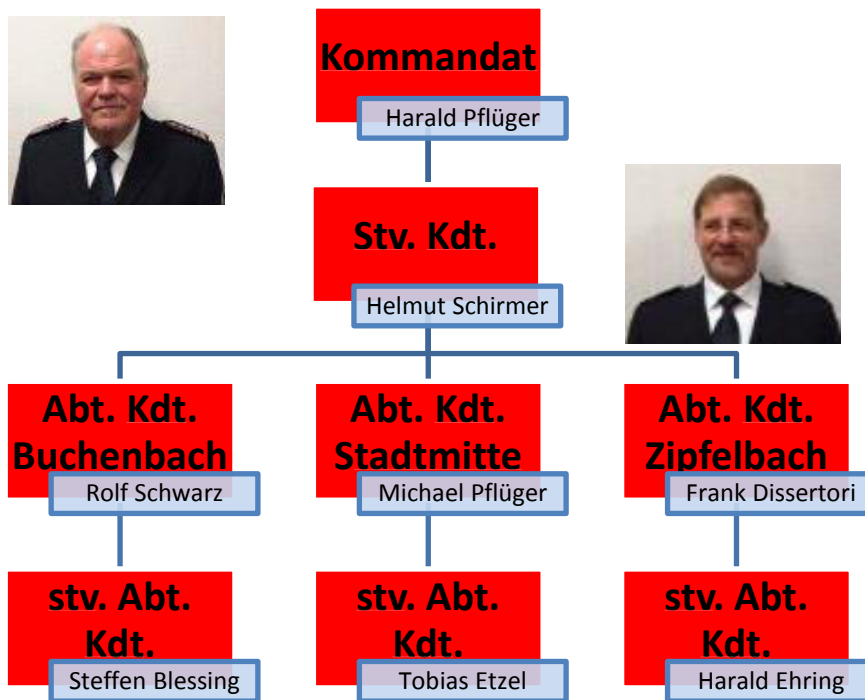 Kommandat
Harald Pflüger
Stv. Kdt.
Helmut Schirmer
Abt. Kdt.
Buchenbach
Rolf Schwarz
Abt. Kdt.
Stadtmitte
Michael Pflüger
Abt. Kdt.
Zipfelbach
Frank Dissertori
stv. Abt.
Kdt.
Steffen Blessing
stv. Abt.
Kdt.
Tobias Etzel
stv. Abt.
Kdt.
Harald Ehring